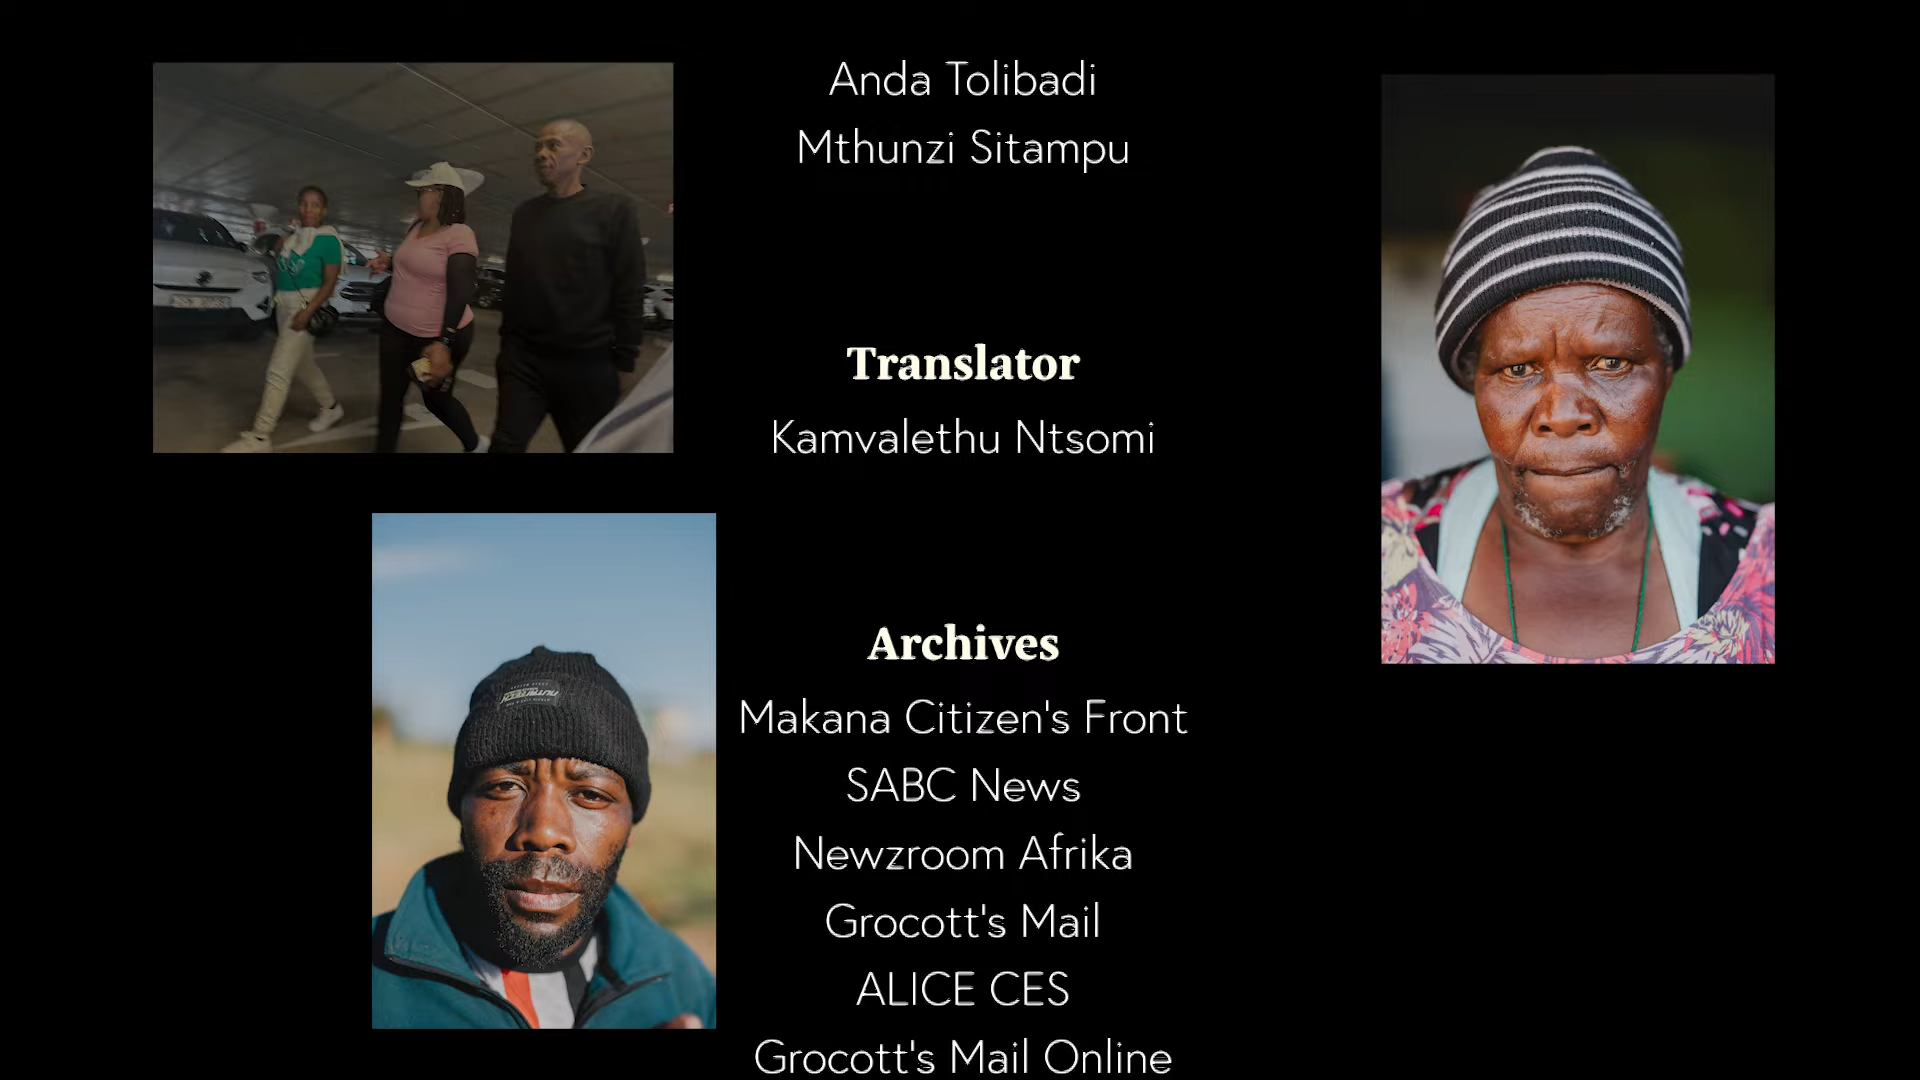 Anda Tolibadi
Mthunzi Sitampu
Translator
Kamvalethu Ntsomi
Archives
Makana Citizen's Front
SABC News
Newzroom Afrika
Grocott's Mail
ALICE CES
Grocott's Mail Online